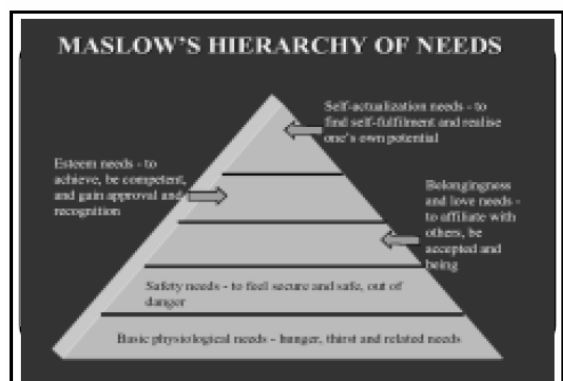 MASLOW'S HIERARCHY OF NEEDS
Self-actualization needs - to
find self-fulfilment and realise
one's own potential
Esteem needs - to
achieve, be competent,
and gain approval and
recognition
Belongingness
and love needs -
to affiliate with
others, be
accepted and
being
Safety needs - to feel secure and safe, out of
danger
Basic physiological needs - hunger, thirst and related needs